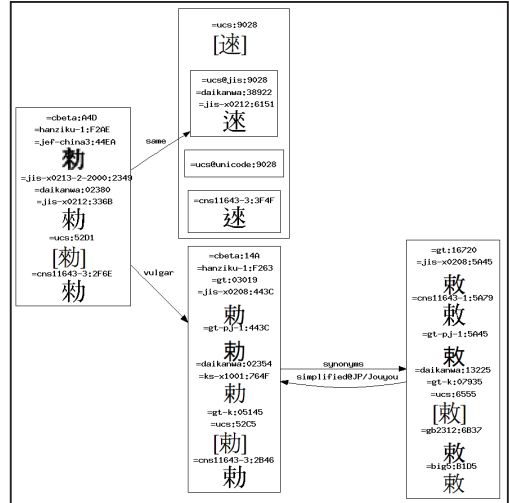 =cbeta:A4D
=hanziku-1:F2AE
=jef-china3:44EA
勑
=jis-x0213-2-2000:2349
=daikanwa:02380
=jis-x0212:336B
勑
=ucs:52D1
[勑]
=cns11643-3:2F6E
勑
same
vulgar
=ucs:9028
[逨]
=ucs@jis:9028
=daikanwa:38922
=jis-x0212:6151
逨
=ucs@unicode:9028
=cns11643-3:3F4F
逨
=cbeta:14A
=hanziku-1:F263
=gt:03019
=jis-x0208:443C
勅
=gt-pj-1:443C
勅
=daikanwa:02354
=ks-x1001:764F
勅
=gt-k:05145
=ucs:52C5
[勅]
=cns11643-3:2B46
勅
synonyms
simplified@JP/Jouyou
=gt:16720
=jis-x0208:5A45
敕
=cns11643-1:5A79
敕
=gt-pj-1:5A45
敕
=daikanwa:13225
=gt-k:07935
=ucs:6555
[敕]
=gb2312:6B37
敕
=big5:B1D5
敕